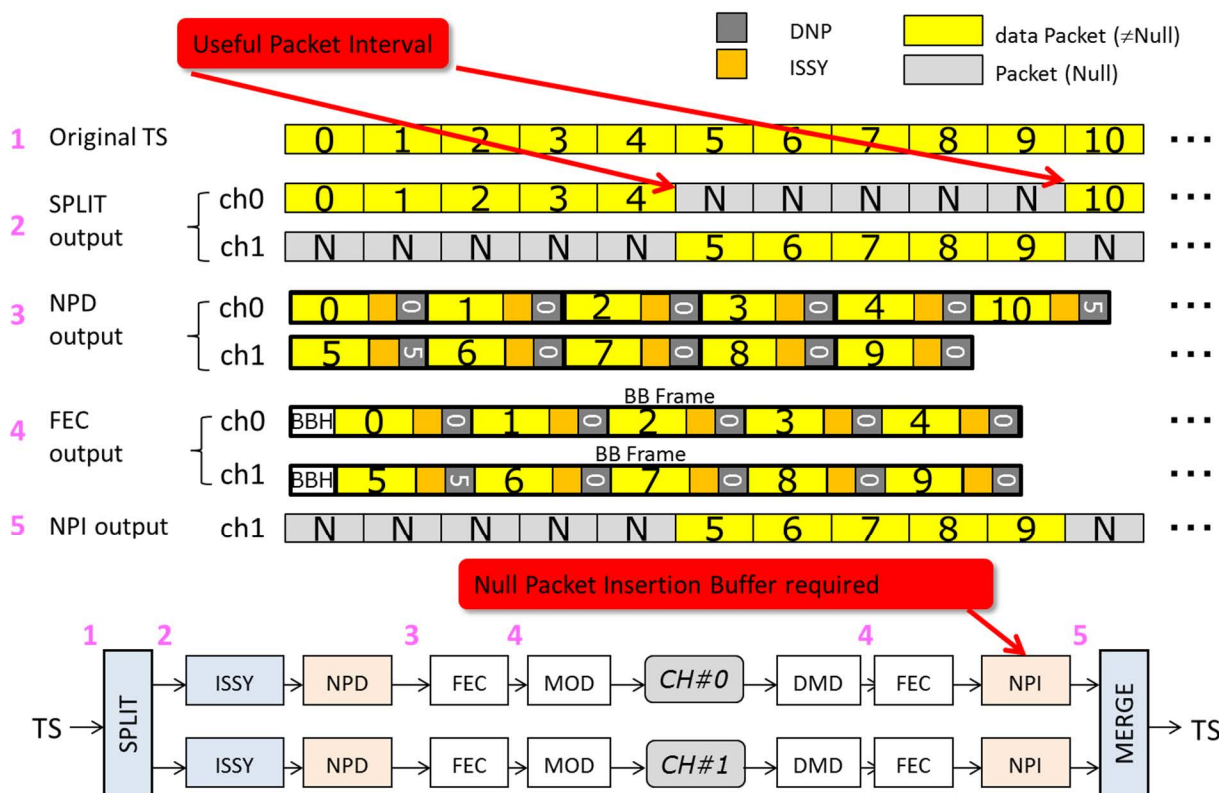 Useful Packet Interval
DNP
data Packet (≠Null)
ISSY
Packet (Null)
1 Original TS 0 1 2 3 4 5 6 7 8 9 10 ...
2 SPLIT output
ch0 0 1 2 3 4 N N N N N 10 ...
ch1 N N N N N 5 6 7 8 9 N ...
3 NPD output
ch0 0 0 1 0 2 0 3 0 4 0 10 5 ...
ch1 5 5 6 0 7 0 8 0 9 0 ...
BB Frame
4 FEC output
ch0 BBH 0 0 1 0 2 0 3 0 4 0 ...
BB Frame
ch1 BBH 5 5 6 0 7 0 8 0 9 0 ...
5 NPI output ch1 N N N N N 5 6 7 8 9 N ...
Null Packet Insertion Buffer required
1 2 3 4 4 5
TS SPLIT ISSY NPD FEC MOD CH#0 DMD FEC NPI MERGE TS
ISSY NPD FEC MOD CH#1 DMD FEC NPI